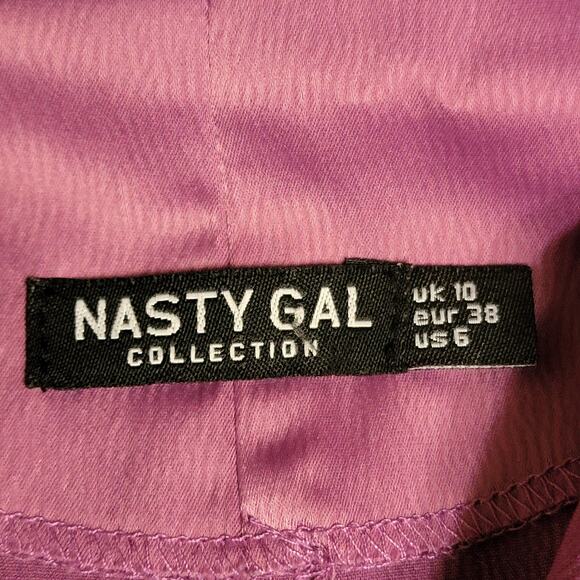 NASTY GAL
COLLECTION
uk 10
eur 38
us 6